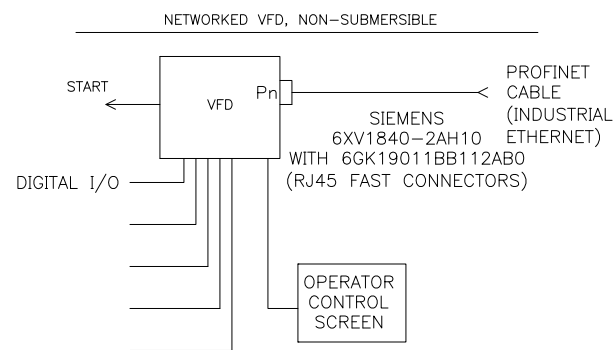 NETWORKED VFD, NON-SUBMERSIBLE
START
VFD
Pn
PROFINET
CABLE
(INDUSTRIAL
ETHERNET)
SIEMENS
6XV1840-2AH10
WITH 6GK19011BB112AB0
(RJ45 FAST CONNECTORS)
DIGITAL I/O
OPERATOR
CONTROL
SCREEN